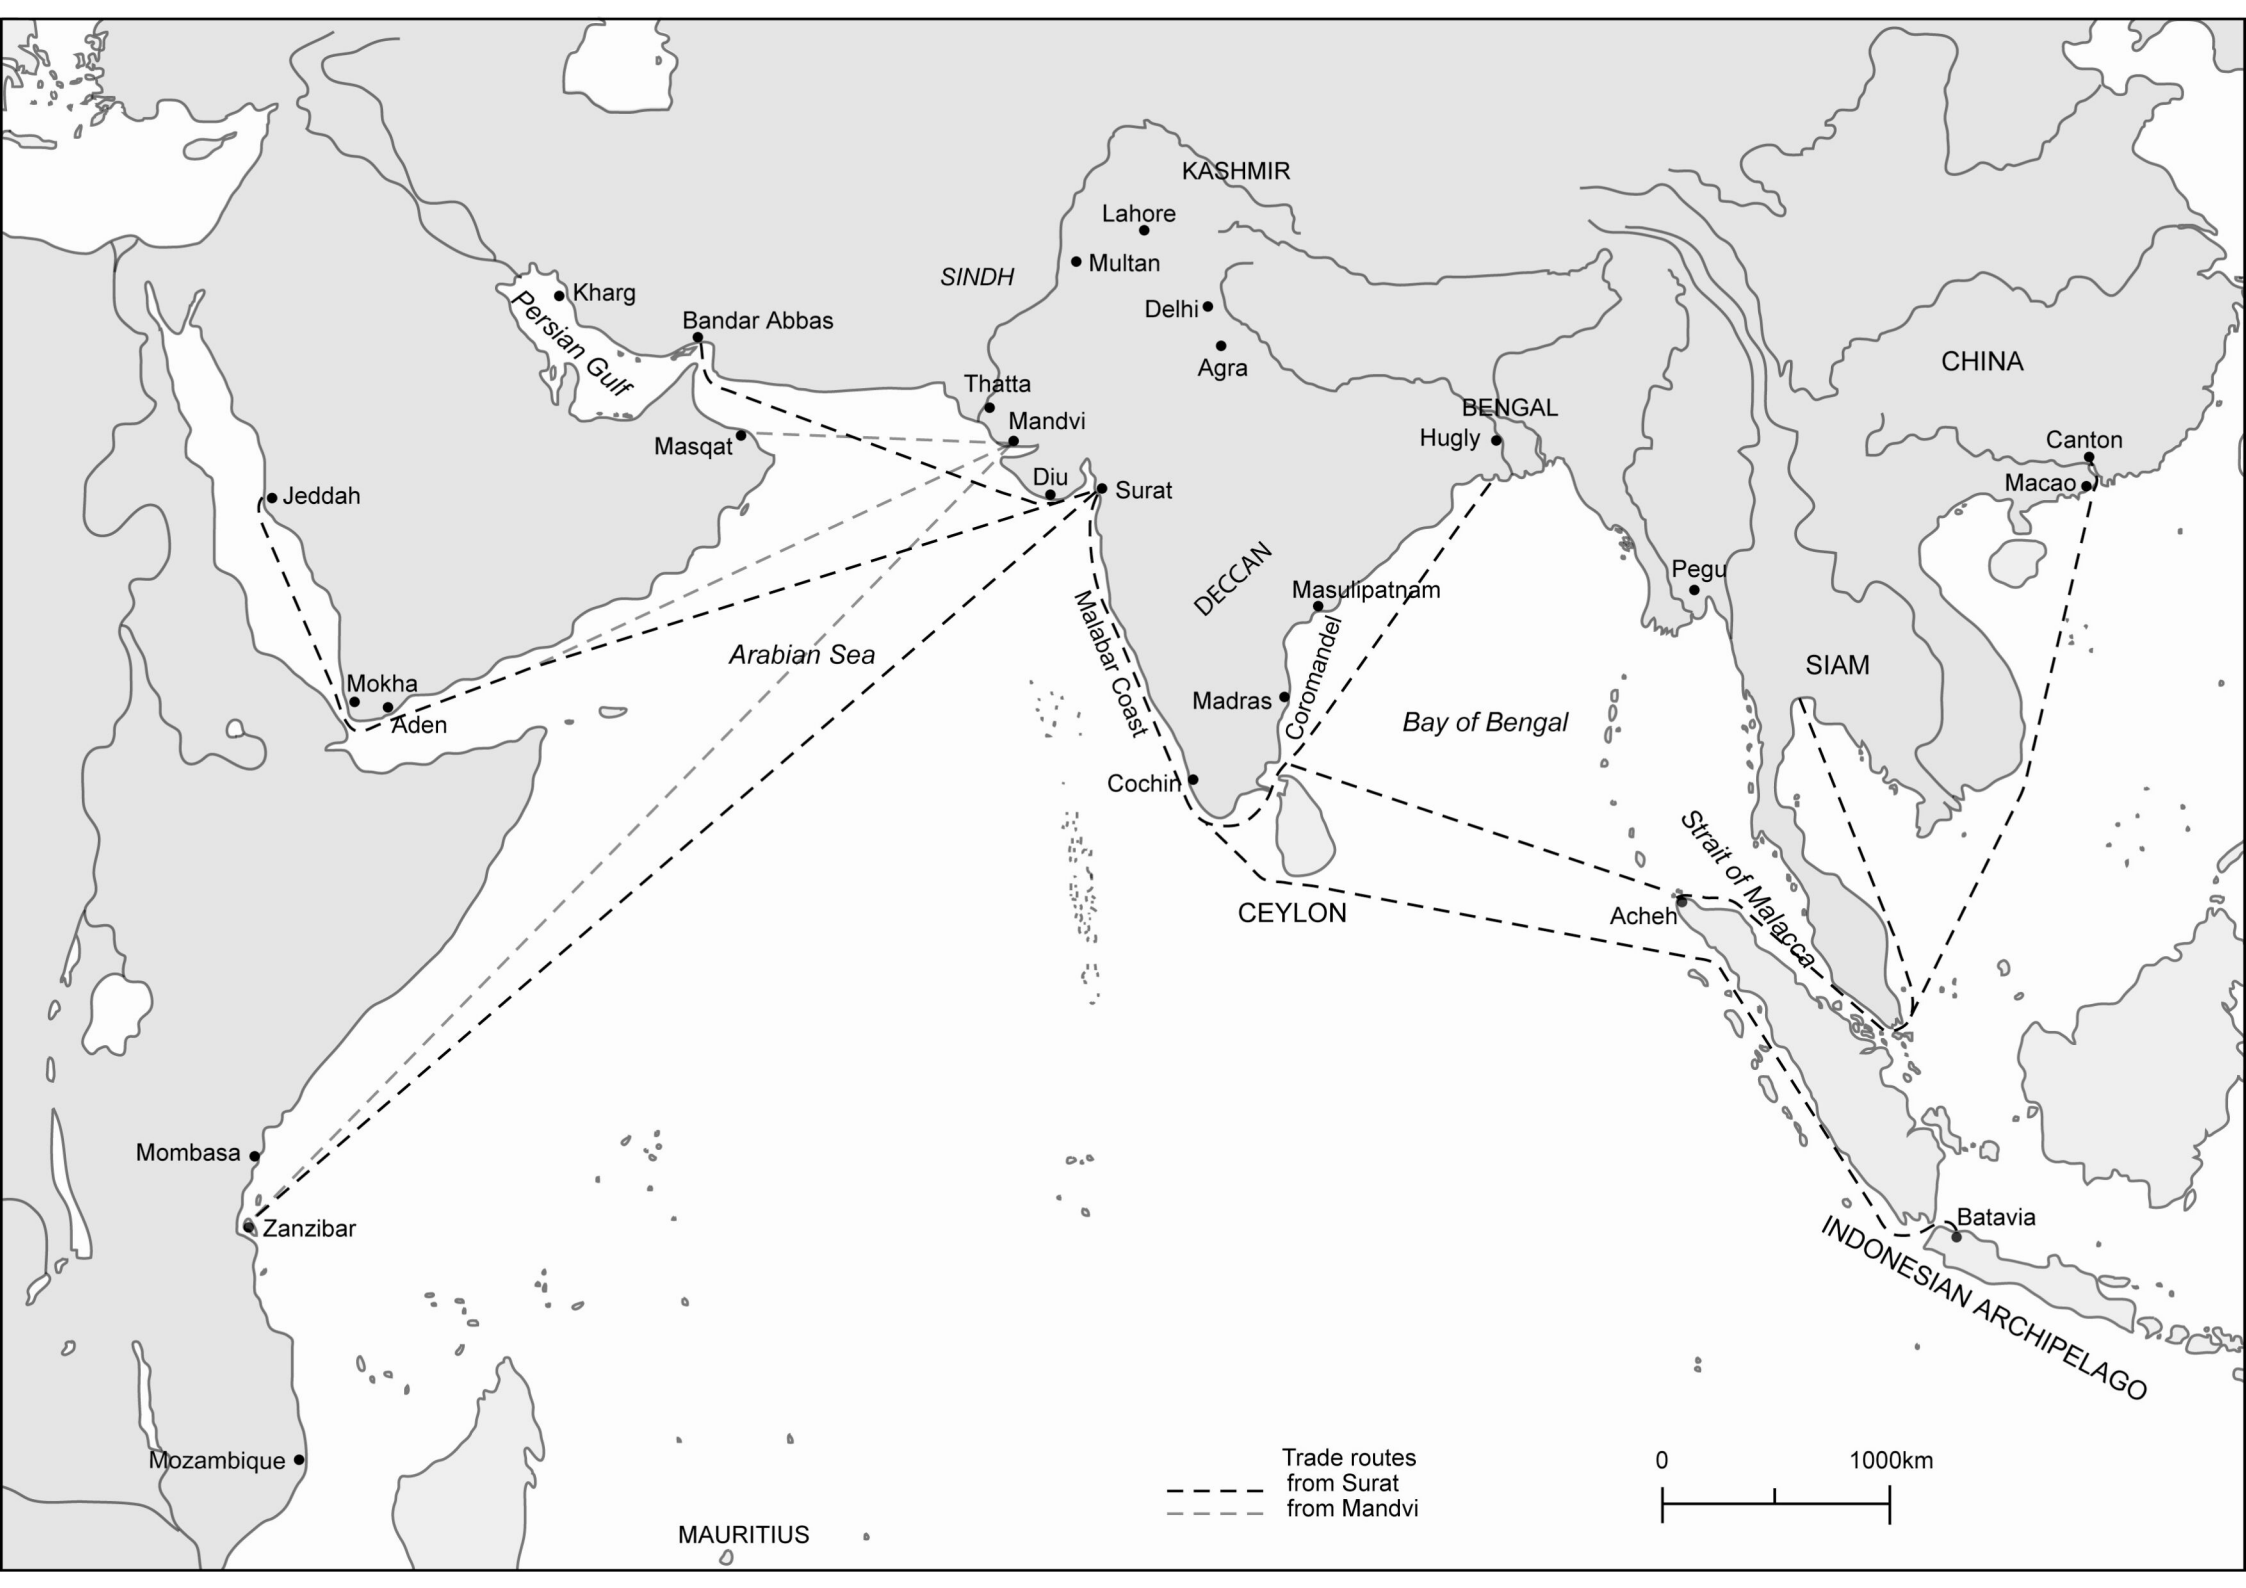 KASHMIR
Lahore
Multan
SINDH
Kharg
Delhi
Persian Gulf
Bandar Abbas
Agra
CHINA
Thatta
BENGAL
Mandvi
Hugly
Canton
Masqat
Diu
Surat
Macao
Jeddah
DECCAN
Pegu
Masulipatnam
Malabar Coast
Arabian Sea
SIAM
Coromandel
Mokha
Madras
Bay of Bengal
Aden
Cochin
Strait of Malacca
CEYLON
Acheh
Mombasa
Zanzibar
Batavia
INDONESIAN ARCHIPELAGO
Mozambique
Trade routes
from Surat
from Mandvi
0 1000km
MAURITIUS